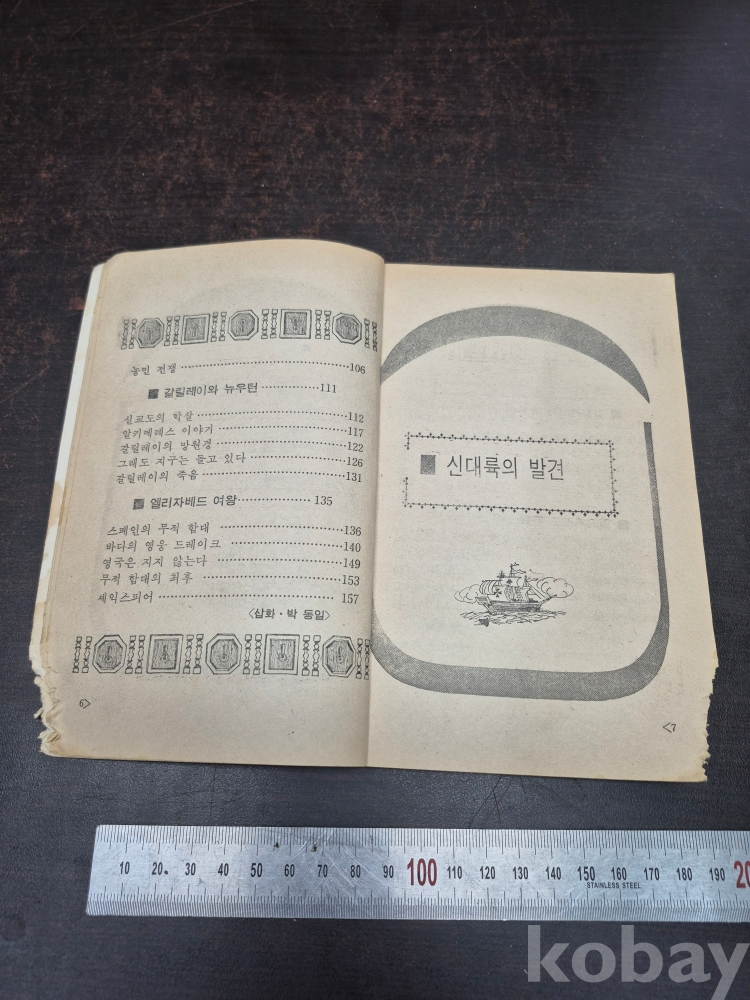 농민 전쟁 ……………………………106
■ 갈릴레이와 뉴우턴 …………111
신교도의 학살 ……………………112
알키메데스 이야기 ………………117
갈릴레이의 망원경 ………………122
그래도 지구는 돌고 있다 …………126
갈릴레이의 죽음 …………………131
■ 엘리자베드 여왕 ……………135
스페인의 무적 함대 ………………136
바다의 영웅 드레이크 ……………140
영국은 지지 않는다 ………………149
무적 함대의 최후 …………………153
셰익스피어 …………………………157
〈삽화·박 동일〉
6>
■ 신대륙의 발견
<7
10 20 30 40 50 60 70 80 90 100 110 120 130 140 150 160 170 180 190 20
STAINLESS STEEL
kobay